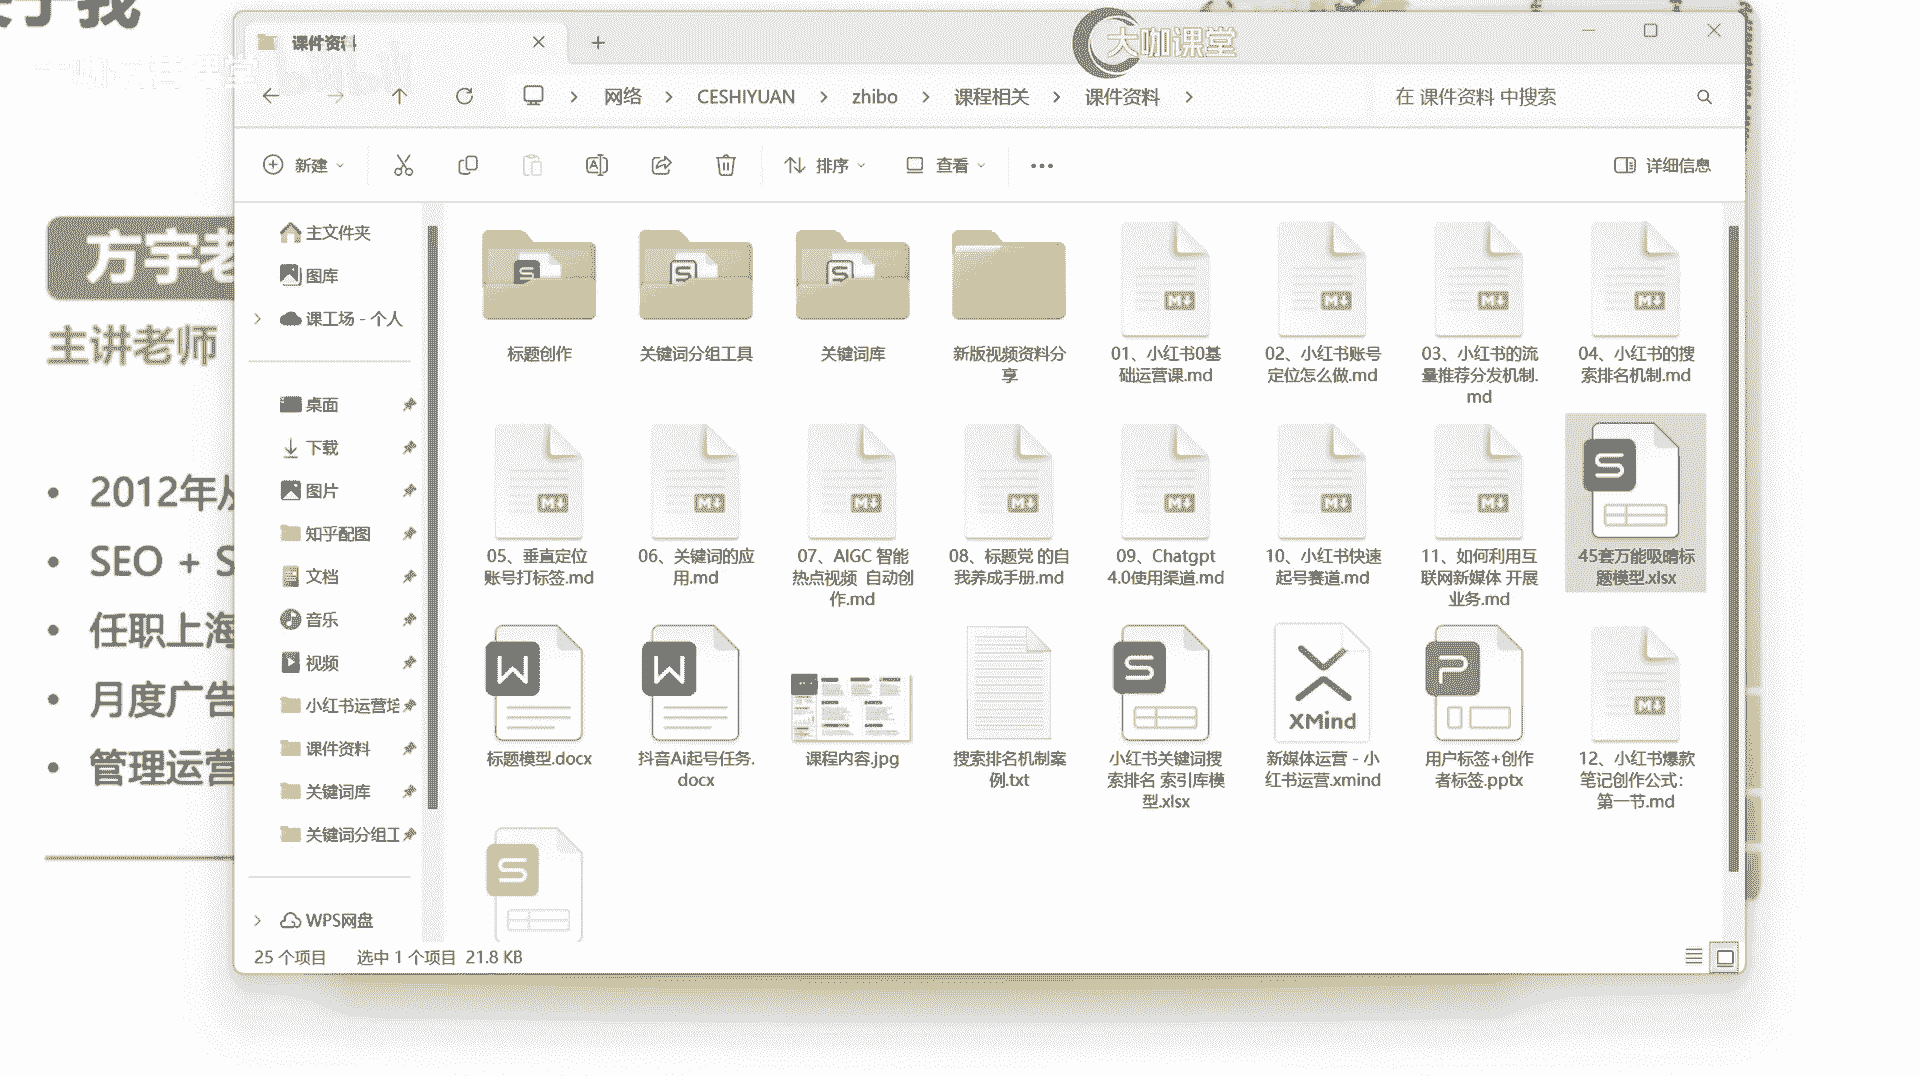 于我
课件资料
大咖课堂
网络
CESHIYUAN
zhibo
课程相关
课件资料
在 课件资料 中搜索
新建
排序
查看
详细信息
方宇老
主讲老师
2012年从
SEO + S
任职上海
月度广告
管理运营
主文件夹
图库
课工场 - 个人
桌面
下载
图片
知乎配图
文档
音乐
视频
小红书运营培
课件资料
关键词库
关键词分组工
WPS网盘
标题创作
关键词分组工具
关键词库
新版视频资料分
享
01、小红书0基
础运营课.md
02、小红书账号
定位怎么做.md
03、小红书的流
量推荐分发机制.
md
04、小红书的搜
索排名机制.md
05、垂直定位
账号打标签.md
06、关键词的应
用.md
07、AIGC 智能
热点视频 自动创
作.md
08、标题党 的自
我养成手册.md
09、Chatgpt
4.0使用渠道.md
10、小红书快速
起号赛道.md
11、如何利用互
联网新媒体 开展
业务.md
45套万能吸睛标
题模型.xlsx
标题模型.docx
抖音Ai起号任务.
docx
课程内容.jpg
搜索排名机制案
例.txt
小红书关键词搜
索排名 索引库模
型.xlsx
XMind
新媒体运营 - 小
红书运营.xmind
用户标签+创作
者标签.pptx
12、小红书爆款
笔记创作公式：
第一节.md
25 个项目
选中 1 个项目 21.8 KB